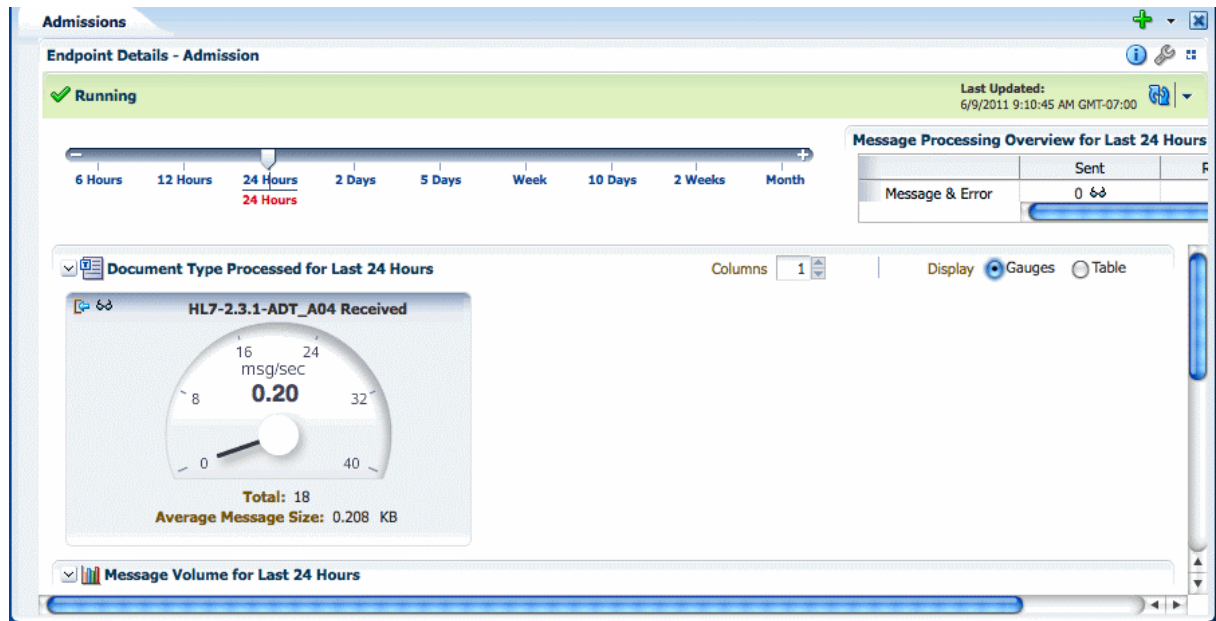 Admissions
Endpoint Details - Admission
Running
Last Updated:
6/9/2011 9:10:45 AM GMT-07:00
6 Hours 12 Hours 24 Hours 2 Days 5 Days Week 10 Days 2 Weeks Month
24 Hours
Message Processing Overview for Last 24 Hours
Sent
Message & Error 0
Document Type Processed for Last 24 Hours
Columns 1
Display Gauges Table
HL7-2.3.1-ADT_A04 Received
16 24
msg/sec
0.20
8 32
0 40
Total: 18
Average Message Size: 0.208 KB
Message Volume for Last 24 Hours